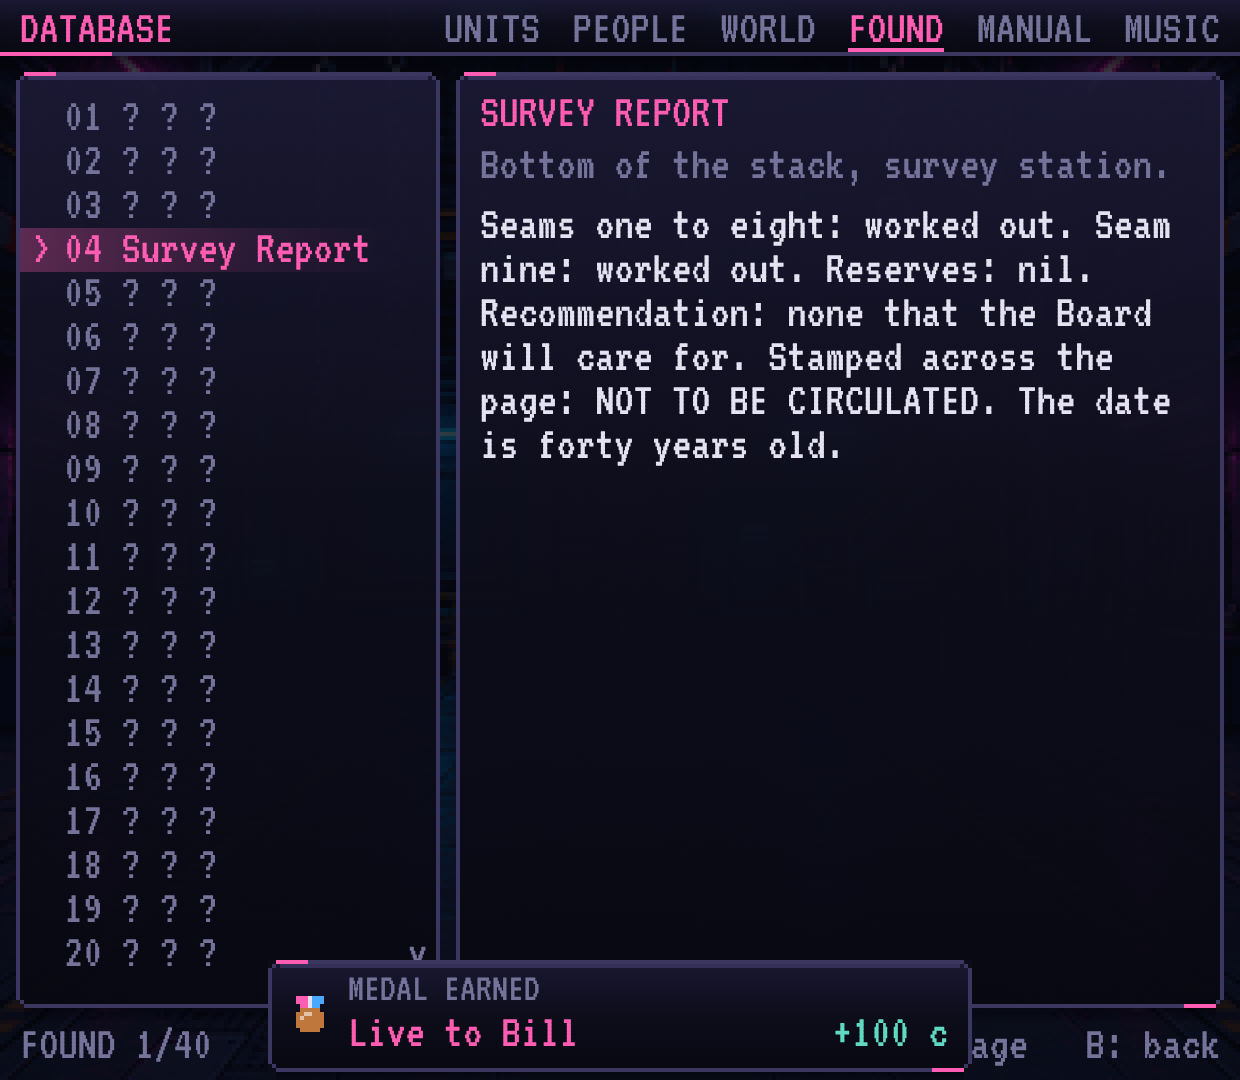 DATABASE
UNITS PEOPLE WORLD FOUND MANUAL MUSIC
01 ? ? ?
02 ? ? ?
03 ? ? ?
> 04 Survey Report
05 ? ? ?
06 ? ? ?
07 ? ? ?
08 ? ? ?
09 ? ? ?
10 ? ? ?
11 ? ? ?
12 ? ? ?
13 ? ? ?
14 ? ? ?
15 ? ? ?
16 ? ? ?
17 ? ? ?
18 ? ? ?
19 ? ? ?
20 ? ? ?
SURVEY REPORT
Bottom of the stack, survey station.
Seams one to eight: worked out. Seam
nine: worked out. Reserves: nil.
Recommendation: none that the Board
will care for. Stamped across the
page: NOT TO BE CIRCULATED. The date
is forty years old.
MEDAL EARNED
Live to Bill +100 c
FOUND 1/40
B: back